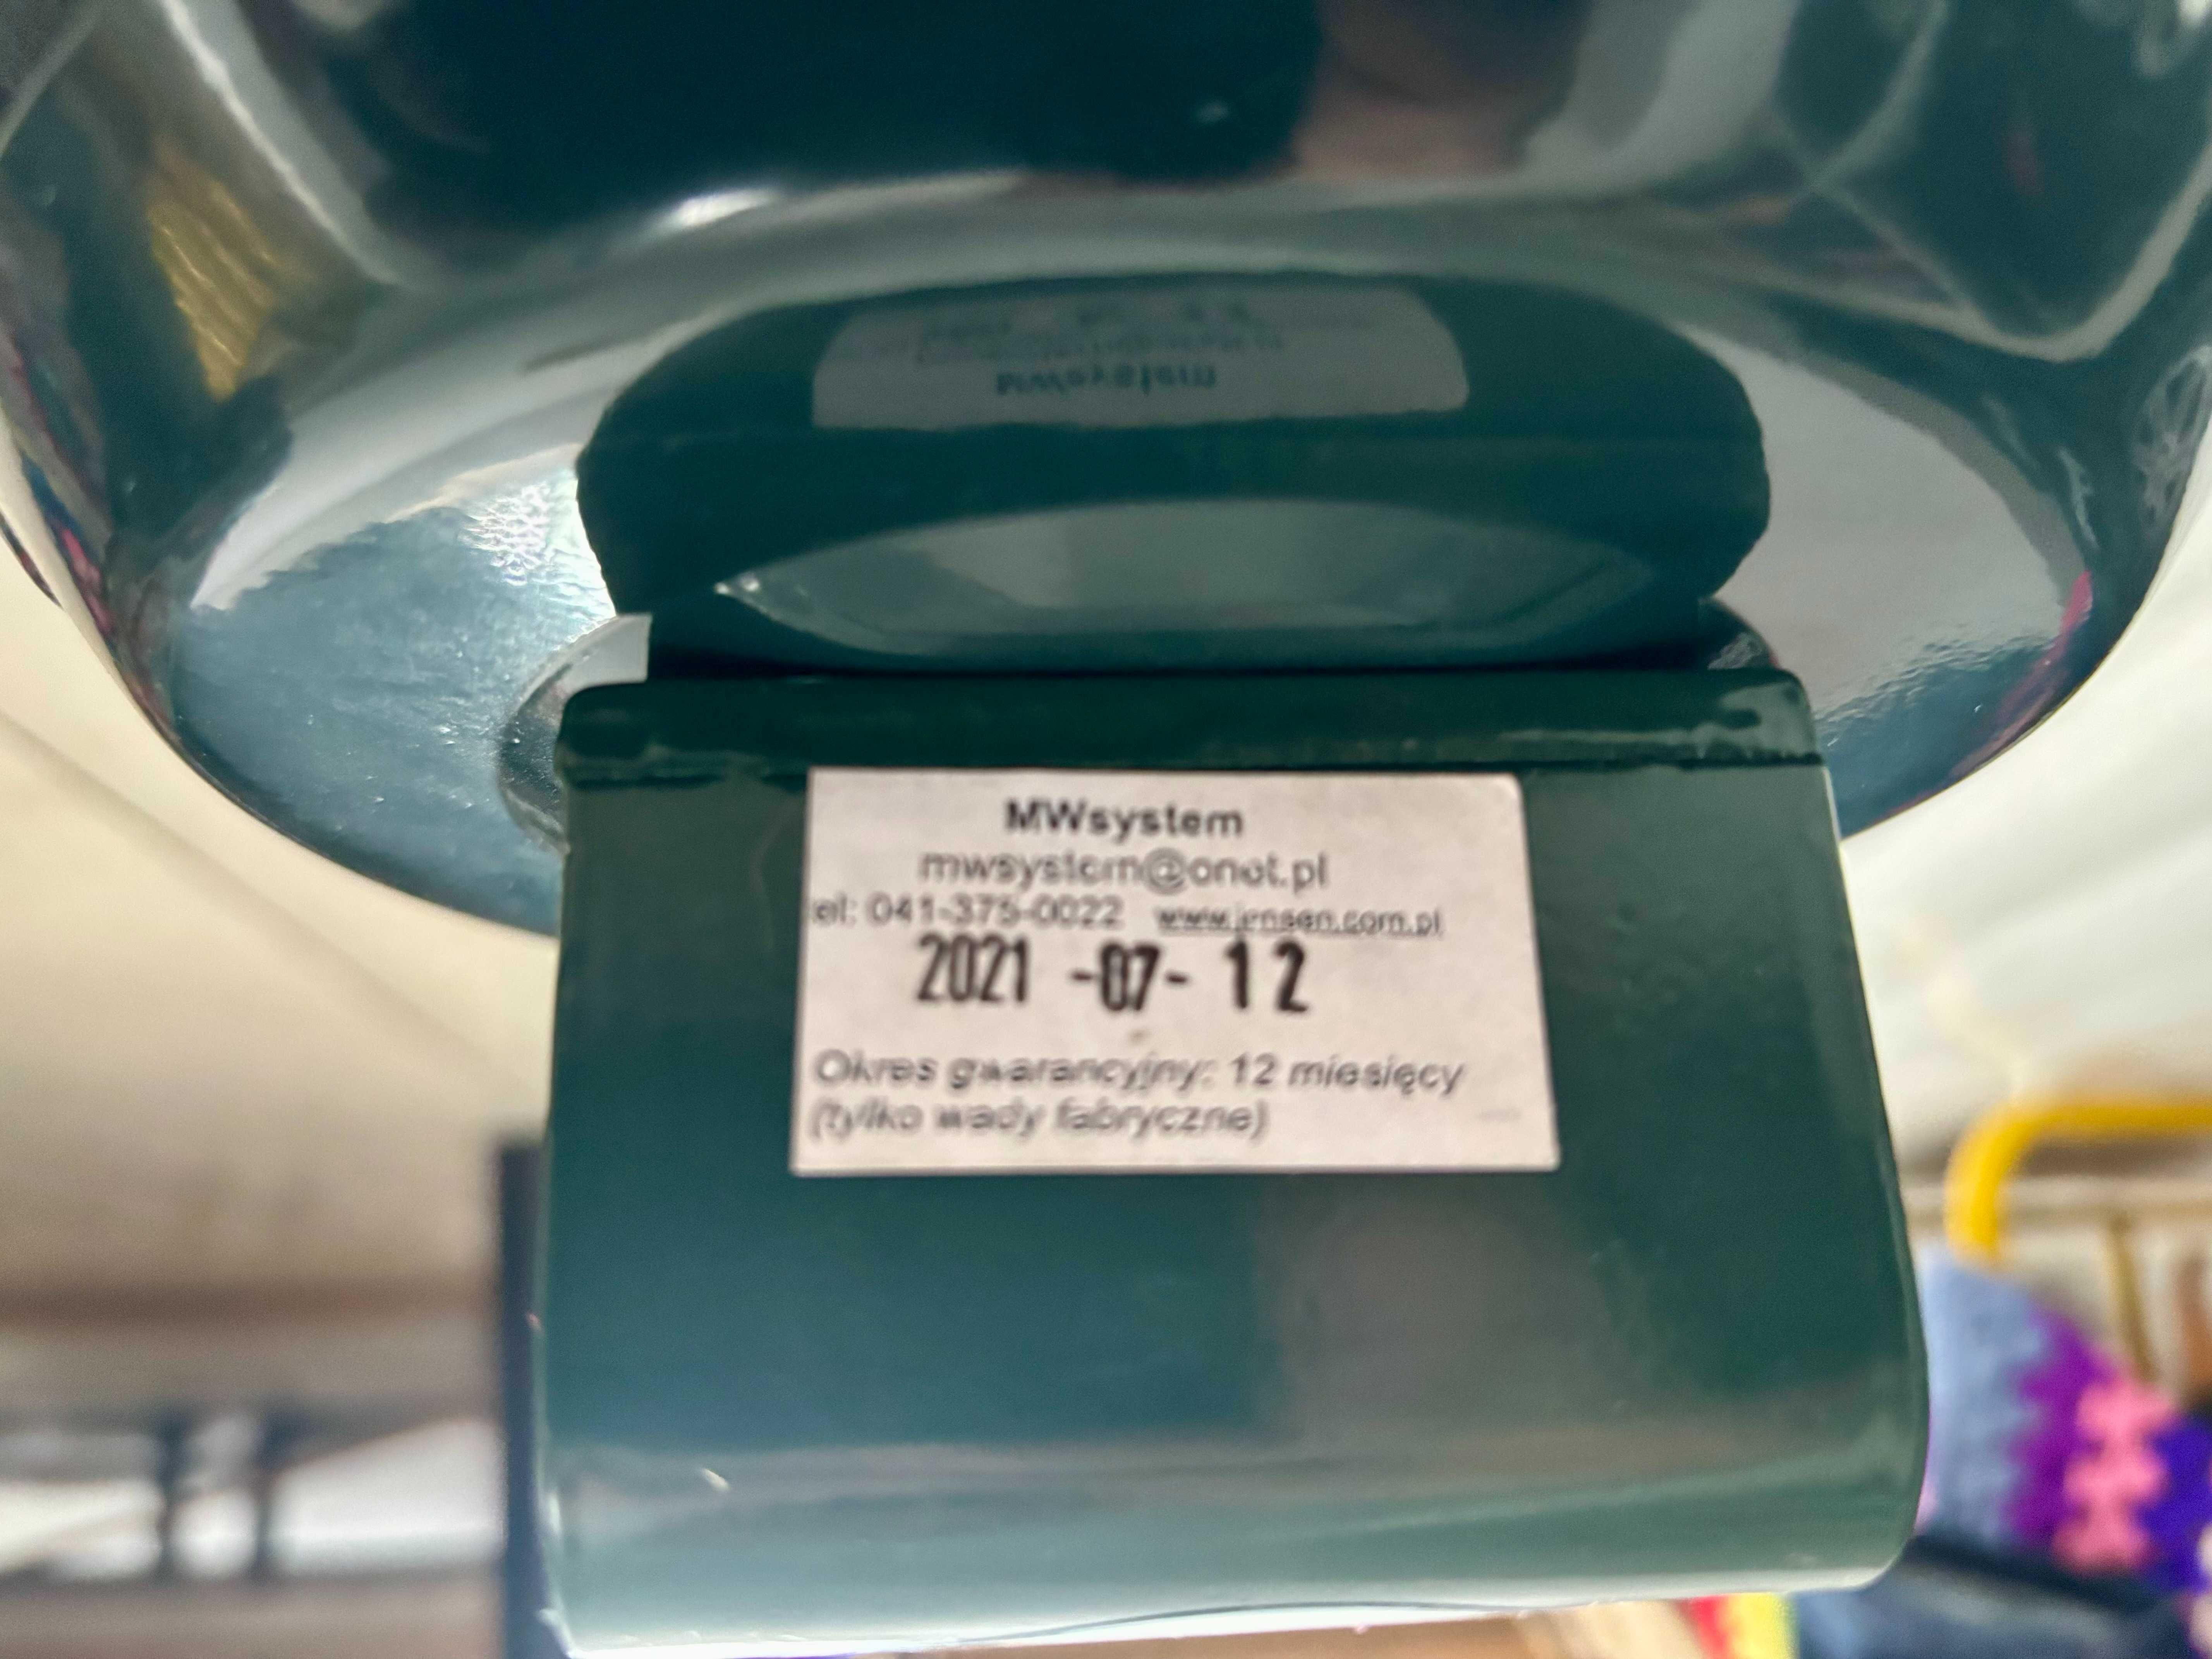 MWsystem
mwsystem@onet.pl
tel: 041-375-0022 www.jensen.com.pl
2021 -07- 12
Okres gwarancyjny: 12 miesięcy
(tylko wady fabryczne)